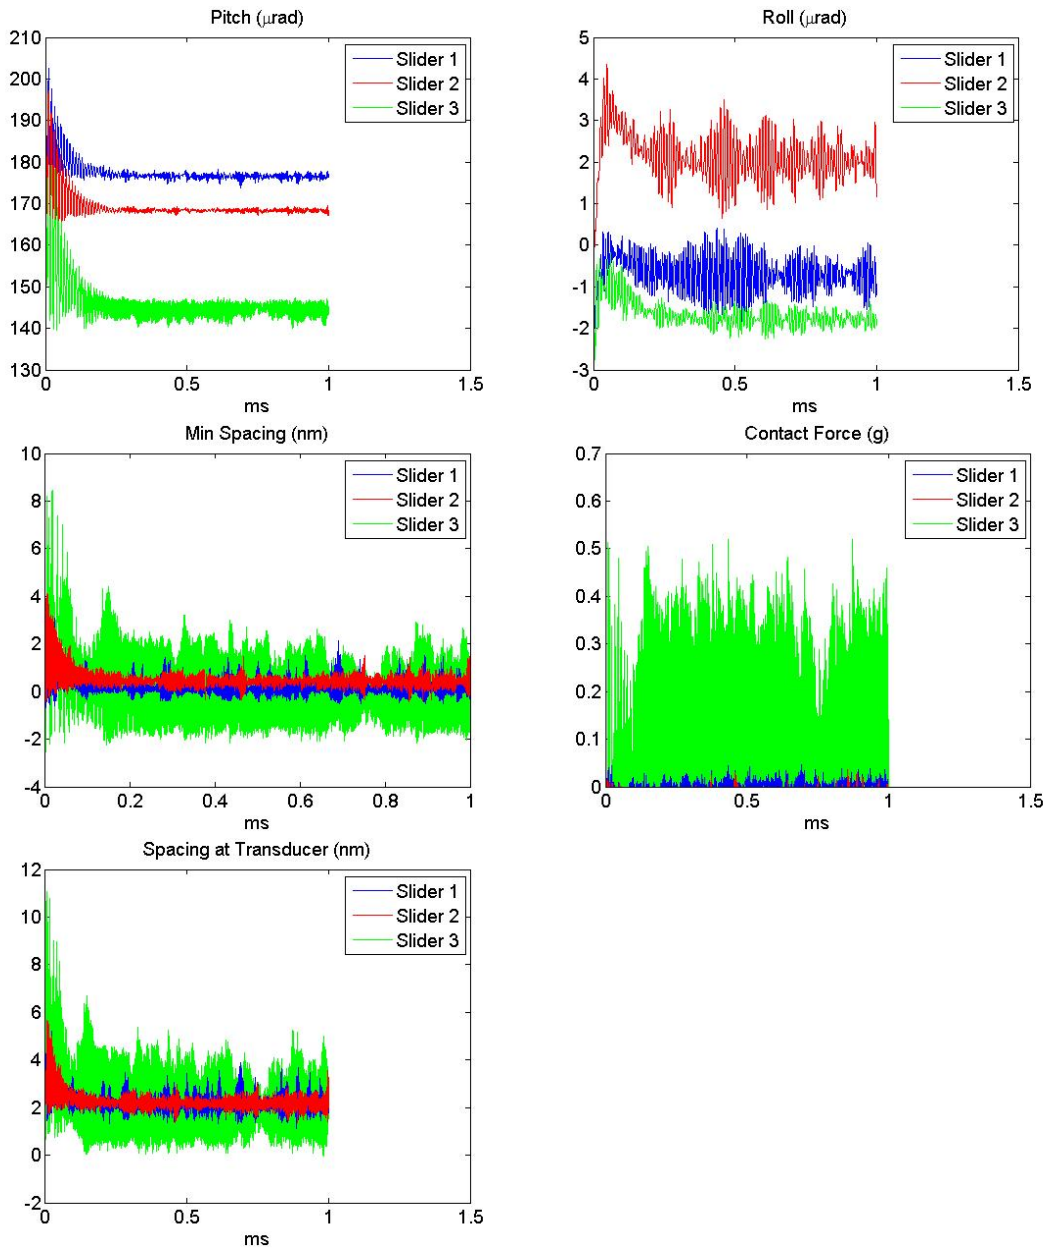 Pitch (μrad)
210
200
190
180
170
160
150
140
130
0
0.5
1
1.5
ms
Slider 1
Slider 2
Slider 3
Roll (μrad)
5
4
3
2
1
0
-1
-2
-3
0
0.5
1
1.5
ms
Slider 1
Slider 2
Slider 3
Min Spacing (nm)
10
8
6
4
2
0
-2
-4
0
0.2
0.4
0.6
0.8
1
ms
Slider 1
Slider 2
Slider 3
Contact Force (g)
0.7
0.6
0.5
0.4
0.3
0.2
0.1
0
0
0.5
1
1.5
ms
Slider 1
Slider 2
Slider 3
Spacing at Transducer (nm)
12
10
8
6
4
2
0
-2
0
0.5
1
1.5
ms
Slider 1
Slider 2
Slider 3